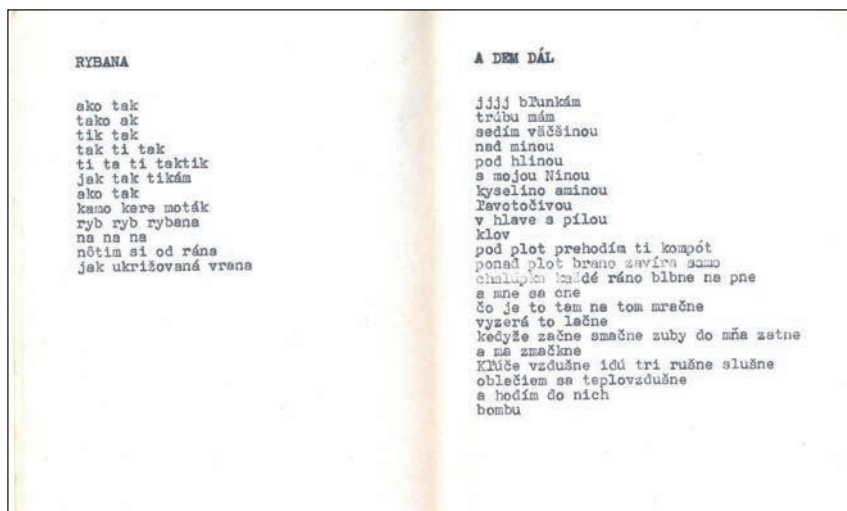 RYBANA
ako tak
tako ak
tik tak
tak ti tak
ti ta ti taktik
jak tak tikám
ako tak
kamo kere moták
ryb ryb rybana
na na na
nôtim si od rána
jak ukrižovaná vrana
A DEM DÁL
jjjj bľunkám
trúbu mám
sedím väčšinou
nad minou
pod hlinou
s mojou Ninou
kyselino aminou
ľavotočivou
v hlave s pílou
klov
pod plot prehodím ti kompót
ponad plot brano zavíra samo
chalúpka každé ráno blbne na pne
a mne sa cne
čo je to tam na tom mračne
vyzerá to lačne
kedyže začne smačne zuby do mňa zatne
a ma zmačkne
Kľúče vzdušne idú tri rušne slušne
oblečiem sa teplovzdušne
a hodím do nich
bombu